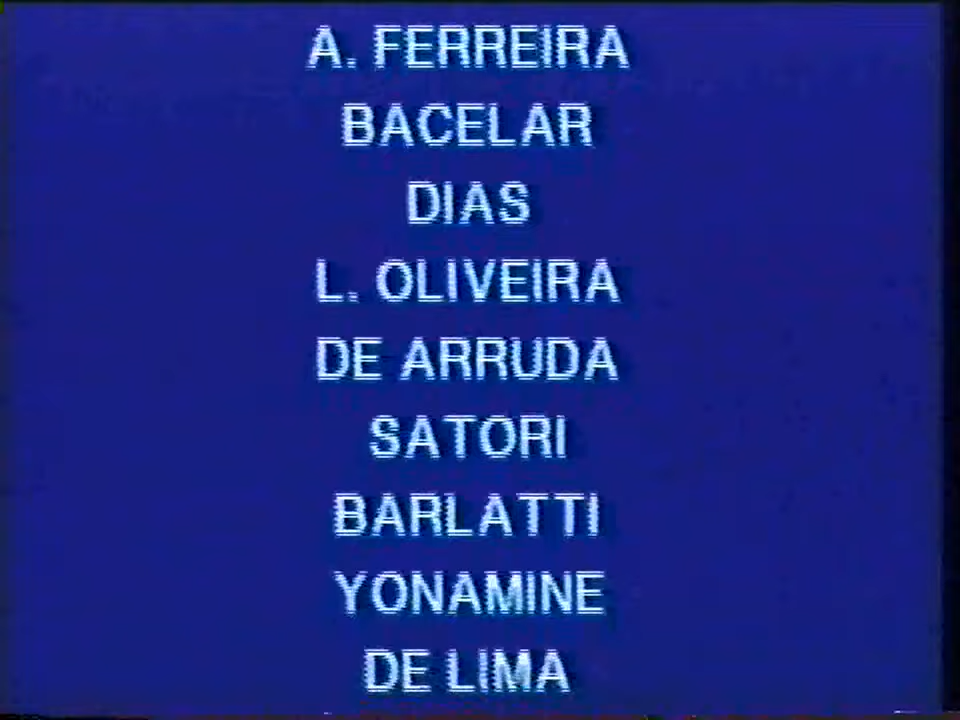 A. FERREIRA
BACELAR
DIAS
L. OLIVEIRA
DE ARRUDA
SATORI
BARLATTI
YONAMINE
DE LIMA